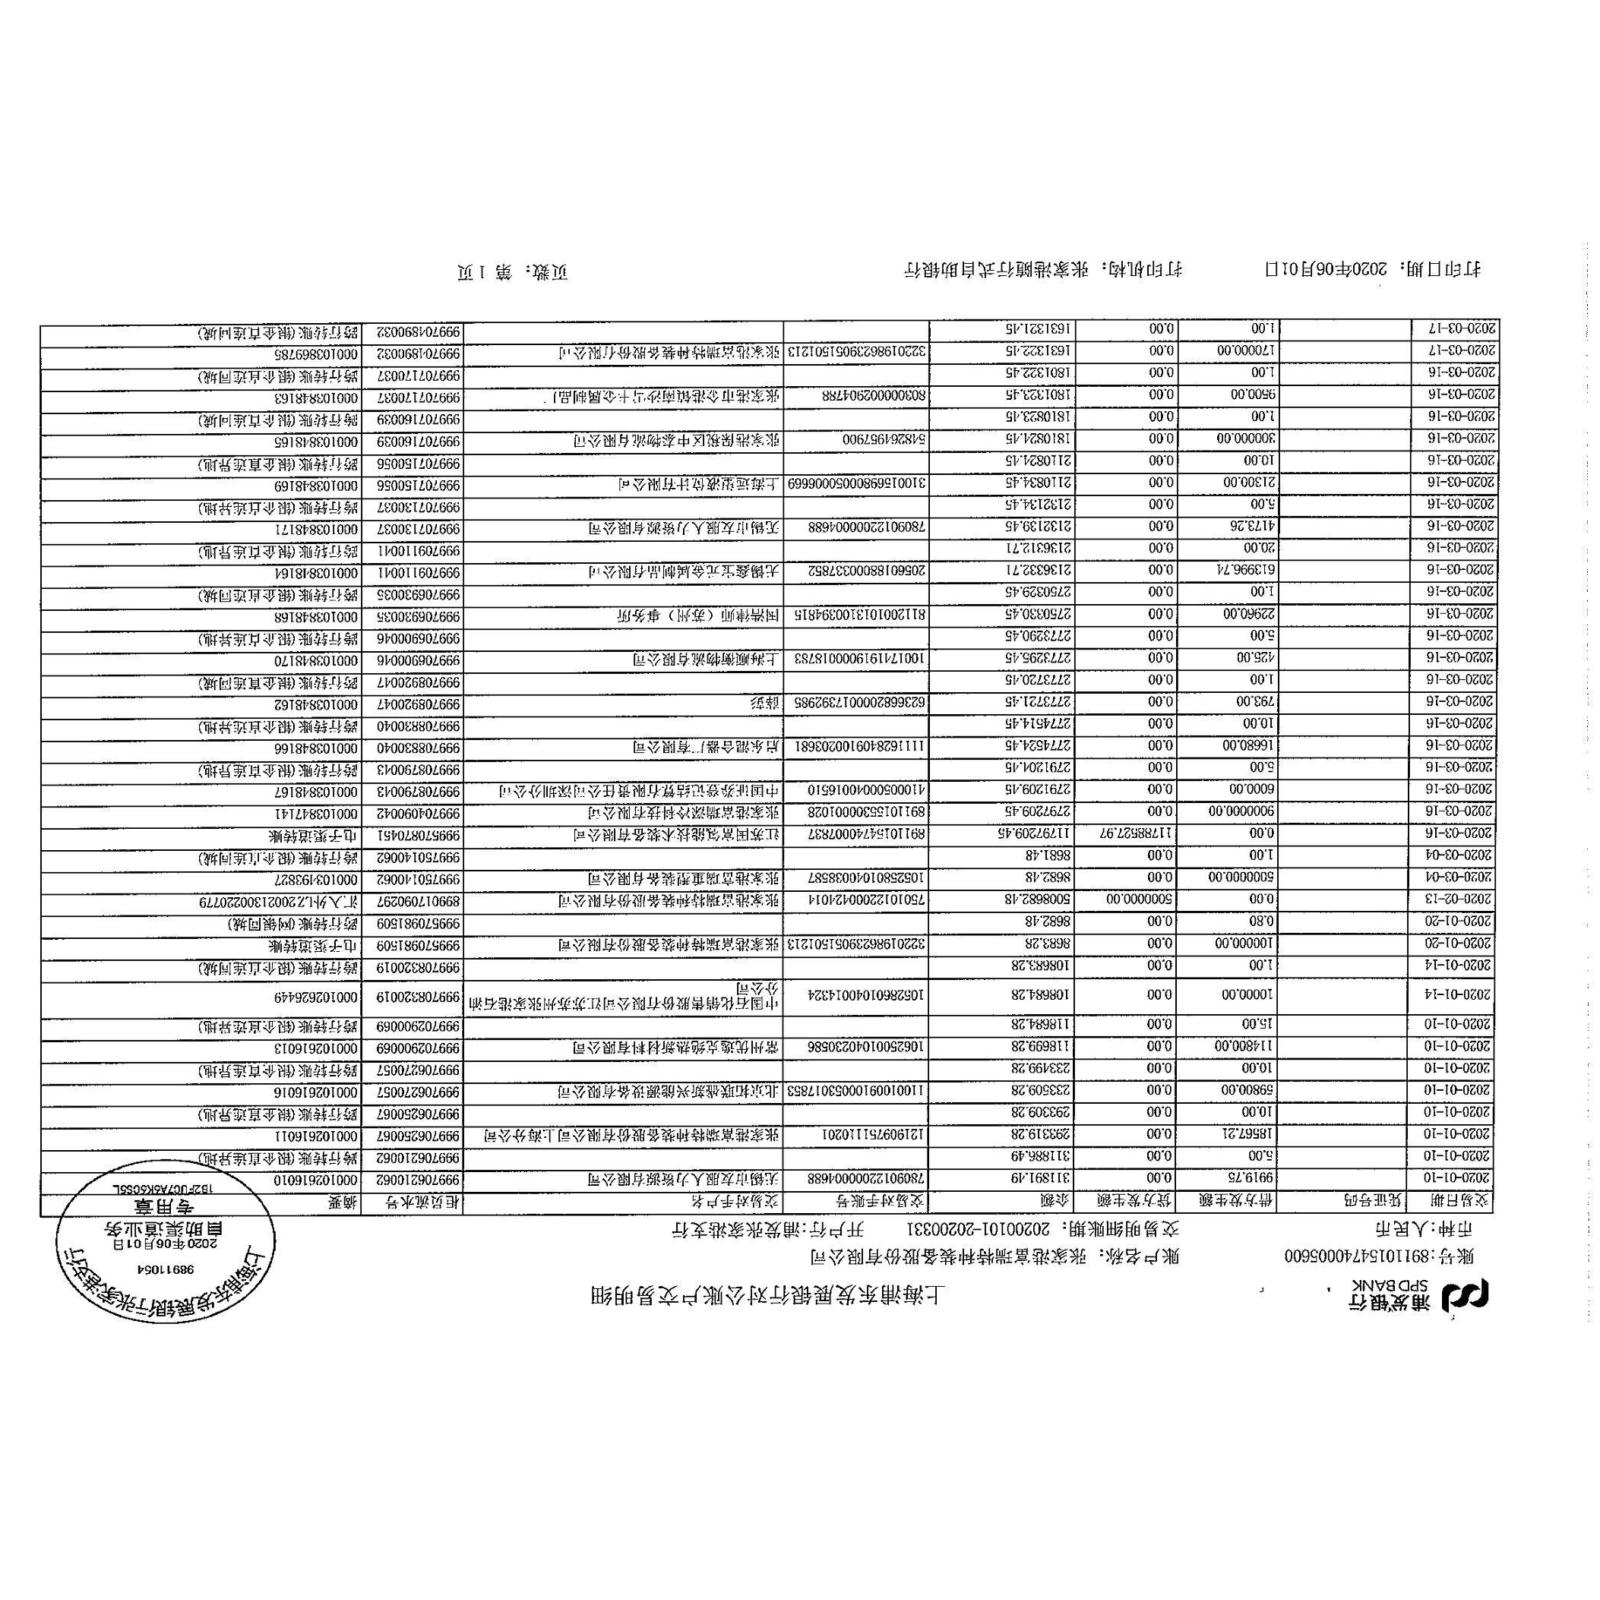 浦发银行
SPD BANK
上海浦东发展银行对公账户交易明细
账号:89110154740005600 账户名称：张家港富瑞特种装备股份有限公司
币种:人民币 交易明细账期：20200101-20200331 开户行:浦发张家港支行
上海浦东发展银行张家港支行
98911054
2020年06月01日
自助渠道业务
专用章
1B2FUG7A6K6GS5L
交易日期 凭证号码 借方发生额 贷方发生额 余额 交易对手账号 交易对手户名 柜员流水号 摘要
2020-01-10 9919.75 0.00 311891.49 78090122000004688 无锡市友服人力资源有限公司 999706210062 000102616010
2020-01-10 5.00 0.00 311886.49 999706210062 跨行转账(银企直连异地)
2020-01-10 18567.21 0.00 293319.28 121909751110201 张家港富瑞特种装备股份有限公司上海分公司 999706250067 000102616011
2020-01-10 10.00 0.00 293309.28 999706250067 跨行转账(银企直连异地)
2020-01-10 59800.00 0.00 233509.28 11001091000053017853 北京拓联盛新兴能源设备有限公司 999706270057 000102616016
2020-01-10 10.00 0.00 233499.28 999706270057 跨行转账(银企直连异地)
2020-01-10 114800.00 0.00 118699.28 10625001040230586 常州优逸克绝热新材料有限公司 999702900069 000102616013
2020-01-10 15.00 0.00 118684.28 999702900069 跨行转账(银企直连异地)
2020-01-14 10000.00 0.00 108684.28 10528601040014324 中国石化销售股份有限公司江苏苏州张家港石油分公司 999708320019 000102626449
2020-01-14 1.00 0.00 108683.28 999708320019 跨行转账(银企直连同城)
2020-01-20 100000.00 0.00 8683.28 32201986239051501213 张家港富瑞特种装备股份有限公司 999570981509 电子渠道转账
2020-01-20 0.80 0.00 8682.48 999570981509 跨行转账(网银同城)
2020-02-13 0.00 5000000.00 5008682.48 75010122000424014 张家港富瑞特种装备股份有限公司 899017090297 汇入外LZ2002130022077​9
2020-03-04 5000000.00 0.00 8682.48 10525801040038587 张家港富瑞重型装备有限公司 999750140062 000103493827
2020-03-04 1.00 0.00 8681.48 999750140062 跨行转账(银企直连同城)
2020-03-16 0.00 11788527.97 11797209.45 89110154740007837 江苏国富氢能技术装备有限公司 999570870451 电子渠道转账
2020-03-16 9000000.00 0.00 2797209.45 89110155300001028 张家港富瑞深冷科技有限公司 999704090042 000103847141
2020-03-16 6000.00 0.00 2791209.45 41000500040016510 中国证券登记结算有限责任公司深圳分公司 999708790043 000103848167
2020-03-16 5.00 0.00 2791204.45 999708790043 跨行转账(银企直连异地)
2020-03-16 16680.00 0.00 2774524.45 1111628409100203681 启东混合器厂有限公司 999708830040 000103848166
2020-03-16 10.00 0.00 2774514.45 999708830040 跨行转账(银企直连异地)
2020-03-16 793.00 0.00 2773721.45 6236682000017392985 薛彭 999708920047 000103848162
2020-03-16 1.00 0.00 2773720.45 999708920047 跨行转账(银企直连同城)
2020-03-16 425.00 0.00 2773295.45 1001741919000018783 上海顺衡物流有限公司 999706900046 000103848170
2020-03-16 5.00 0.00 2773290.45 999706900046 跨行转账(银企直连异地)
2020-03-16 22960.00 0.00 2750330.45 8112001013100394815 国浩律师（苏州）事务所 999706930035 000103848168
2020-03-16 1.00 0.00 2750329.45 999706930035 跨行转账(银企直连同城)
2020-03-16 613996.74 0.00 2136332.71 20560188000337852 无锡鑫宝元金属制品有限公司 999709110041 000103848164
2020-03-16 20.00 0.00 2136312.71 999709110041 跨行转账(银企直连异地)
2020-03-16 4173.26 0.00 2132139.45 78090122000004688 无锡市友服人力资源有限公司 999707130037 000103848171
2020-03-16 5.00 0.00 2132134.45 999707130037 跨行转账(银企直连异地)
2020-03-16 21300.00 0.00 2110834.45 31001569800050006669 上海远望液位计有限公司 999707150056 000103848169
2020-03-16 10.00 0.00 2110824.45 999707150056 跨行转账(银企直连异地)
2020-03-16 300000.00 0.00 1810824.45 548264957900 张家港保税区中泰物流有限公司 999707160039 000103848165
2020-03-16 1.00 0.00 1810823.45 999707160039 跨行转账(银企直连同城)
2020-03-16 9500.00 0.00 1801323.45 8030000002904788 张家港市金港镇南沙 金属制品厂 999707170037 000103848163
2020-03-16 1.00 0.00 1801322.45 999707170037 跨行转账(银企直连同城)
2020-03-17 170000.00 0.00 1631322.45 32201986239051501213 张家港富瑞特种装备股份有限公司 999704890032 0001038669785
2020-03-17 1.00 0.00 1631321.45 999704890032 跨行转账(银企直连同城)
打印日期：2020年06月01日 打印机构：张家港随行式自助银行 页数：第 1 页